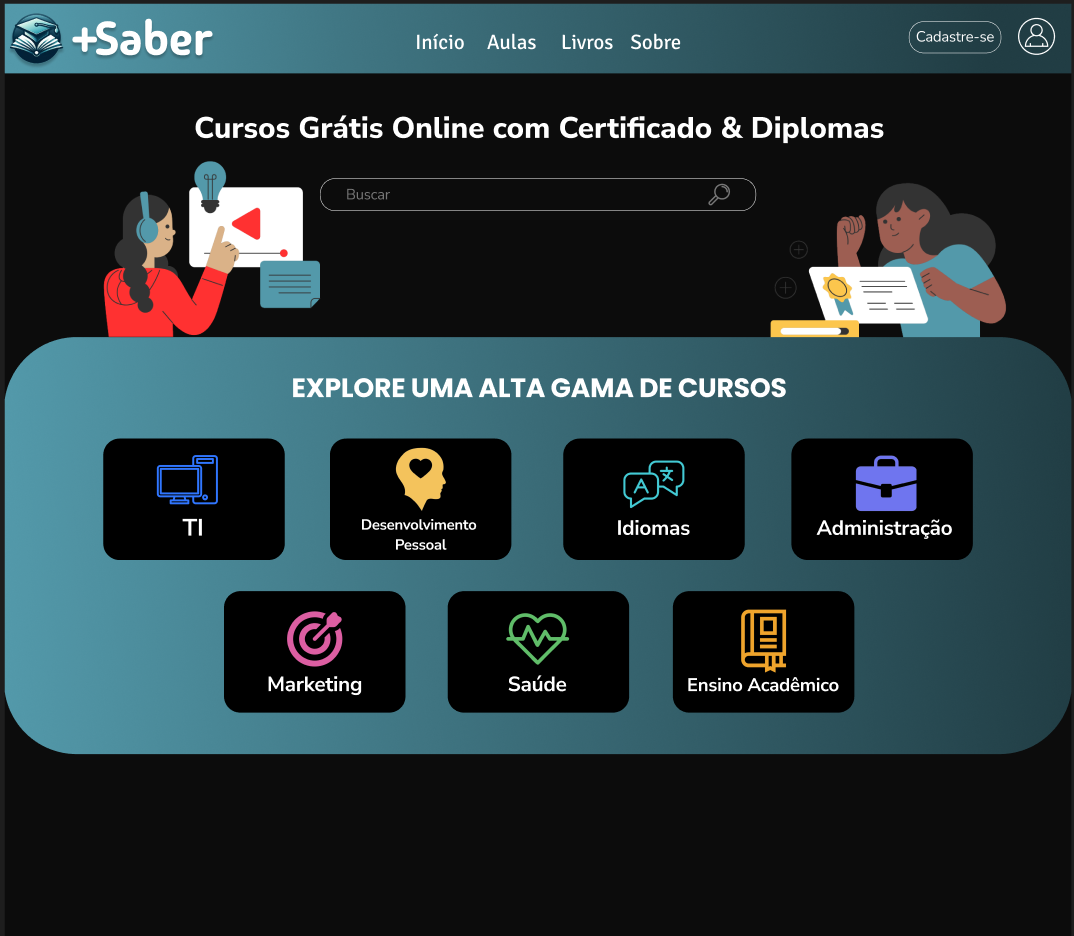 +Saber
Início Aulas Livros Sobre
Cadastre-se
Cursos Grátis Online com Certificado & Diplomas
Buscar
EXPLORE UMA ALTA GAMA DE CURSOS
TI
Desenvolvimento
Pessoal
A 文
Idiomas
Administração
Marketing
Saúde
Ensino Acadêmico